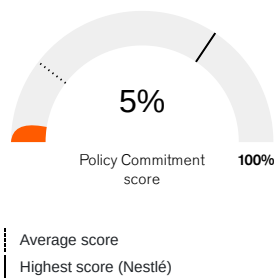 5%
Policy Commitment
score
100%
Average score
Highest score (Nestlé)